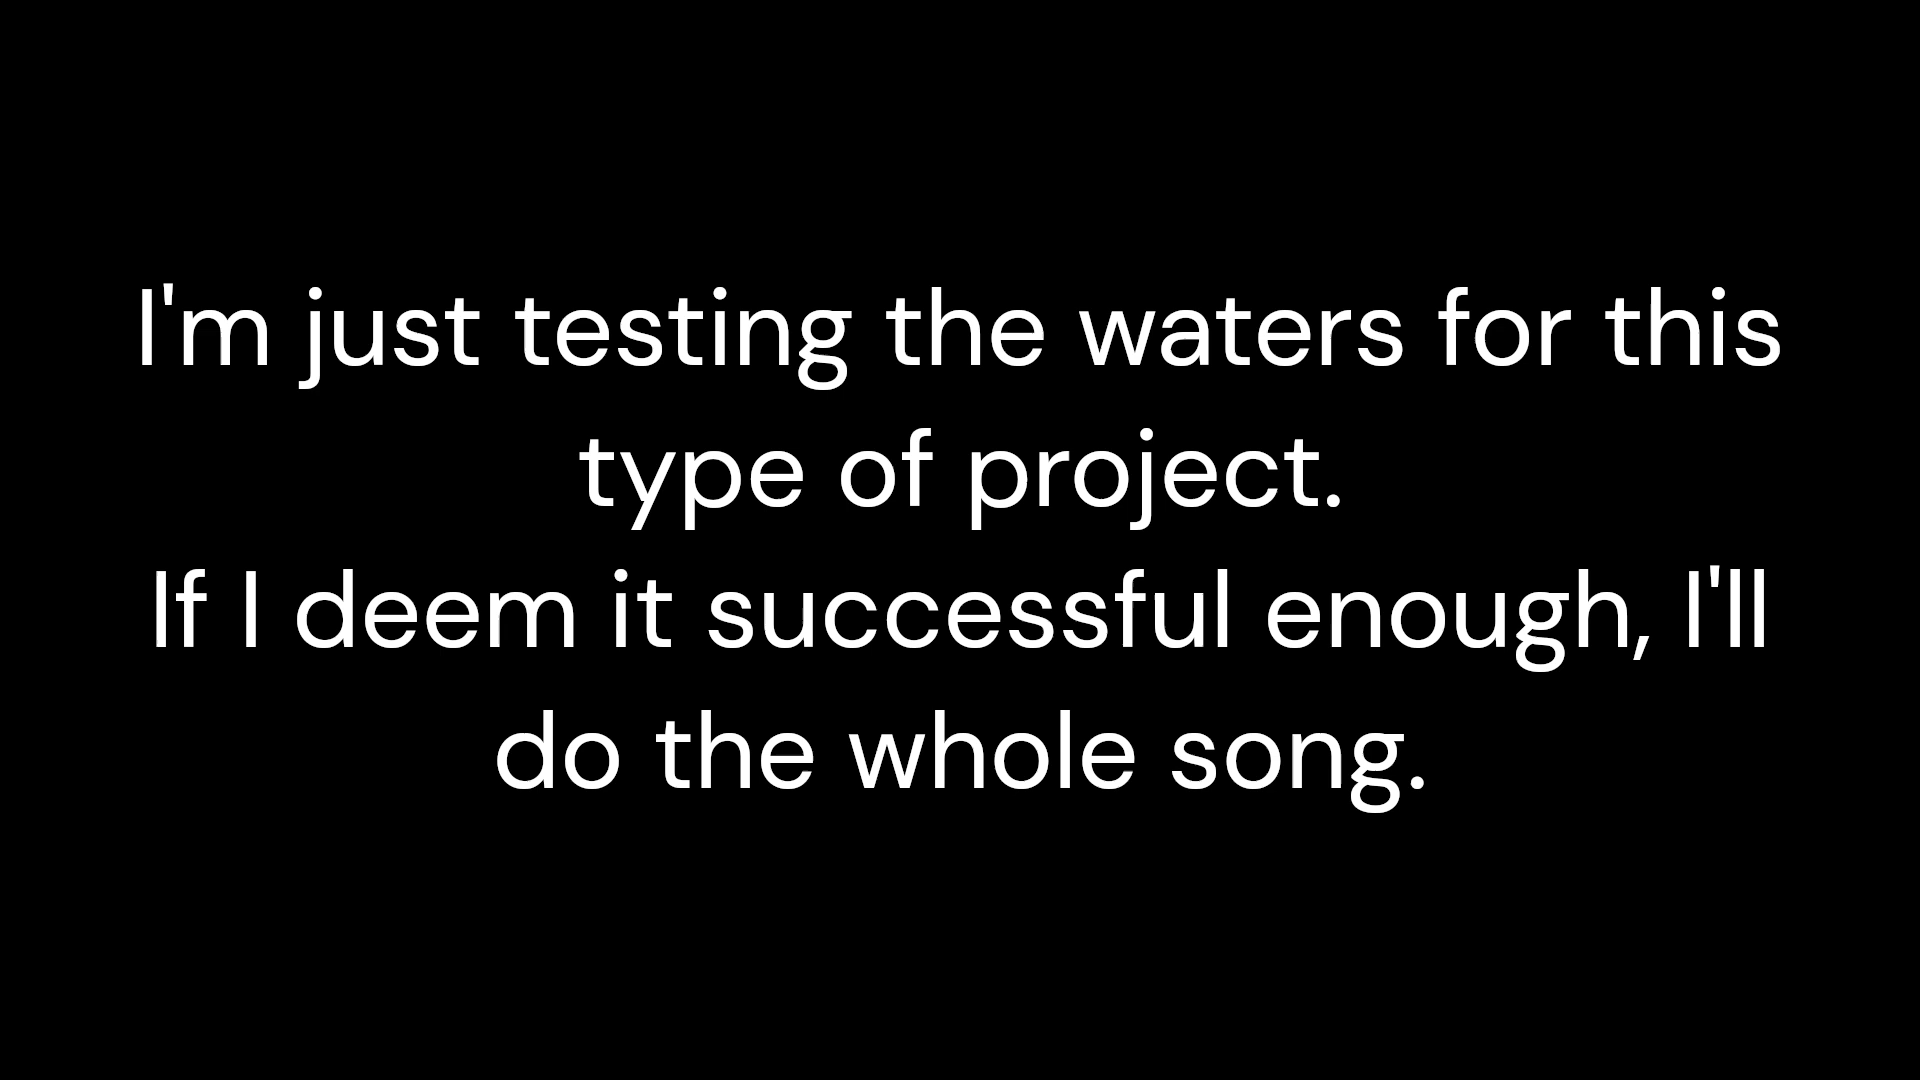 I'm just testing the waters for this
type of project.
If I deem it successful enough, I'll
do the whole song.